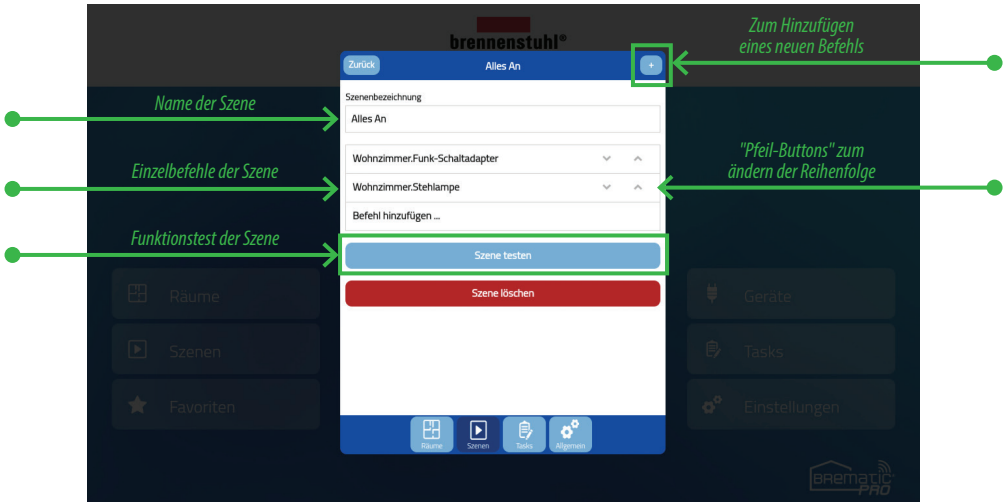 brennenstuhl®
Zum Hinzufügen
eines neuen Befehls
Zurück
Alles An
+
Name der Szene
Szenenbezeichnung
Alles An
Einzelbefehle der Szene
Wohnzimmer.Funk-Schaltadapter
Wohnzimmer.Stehlampe
Befehl hinzufügen ...
"Pfeil-Buttons" zum
ändern der Reihenfolge
Funktionstest der Szene
Szene testen
Szene löschen
Räume
Szenen
Favoriten
Geräte
Tasks
Einstellungen
Räume
Szenen
Tasks
Allgemein
BREMATIC
PRO